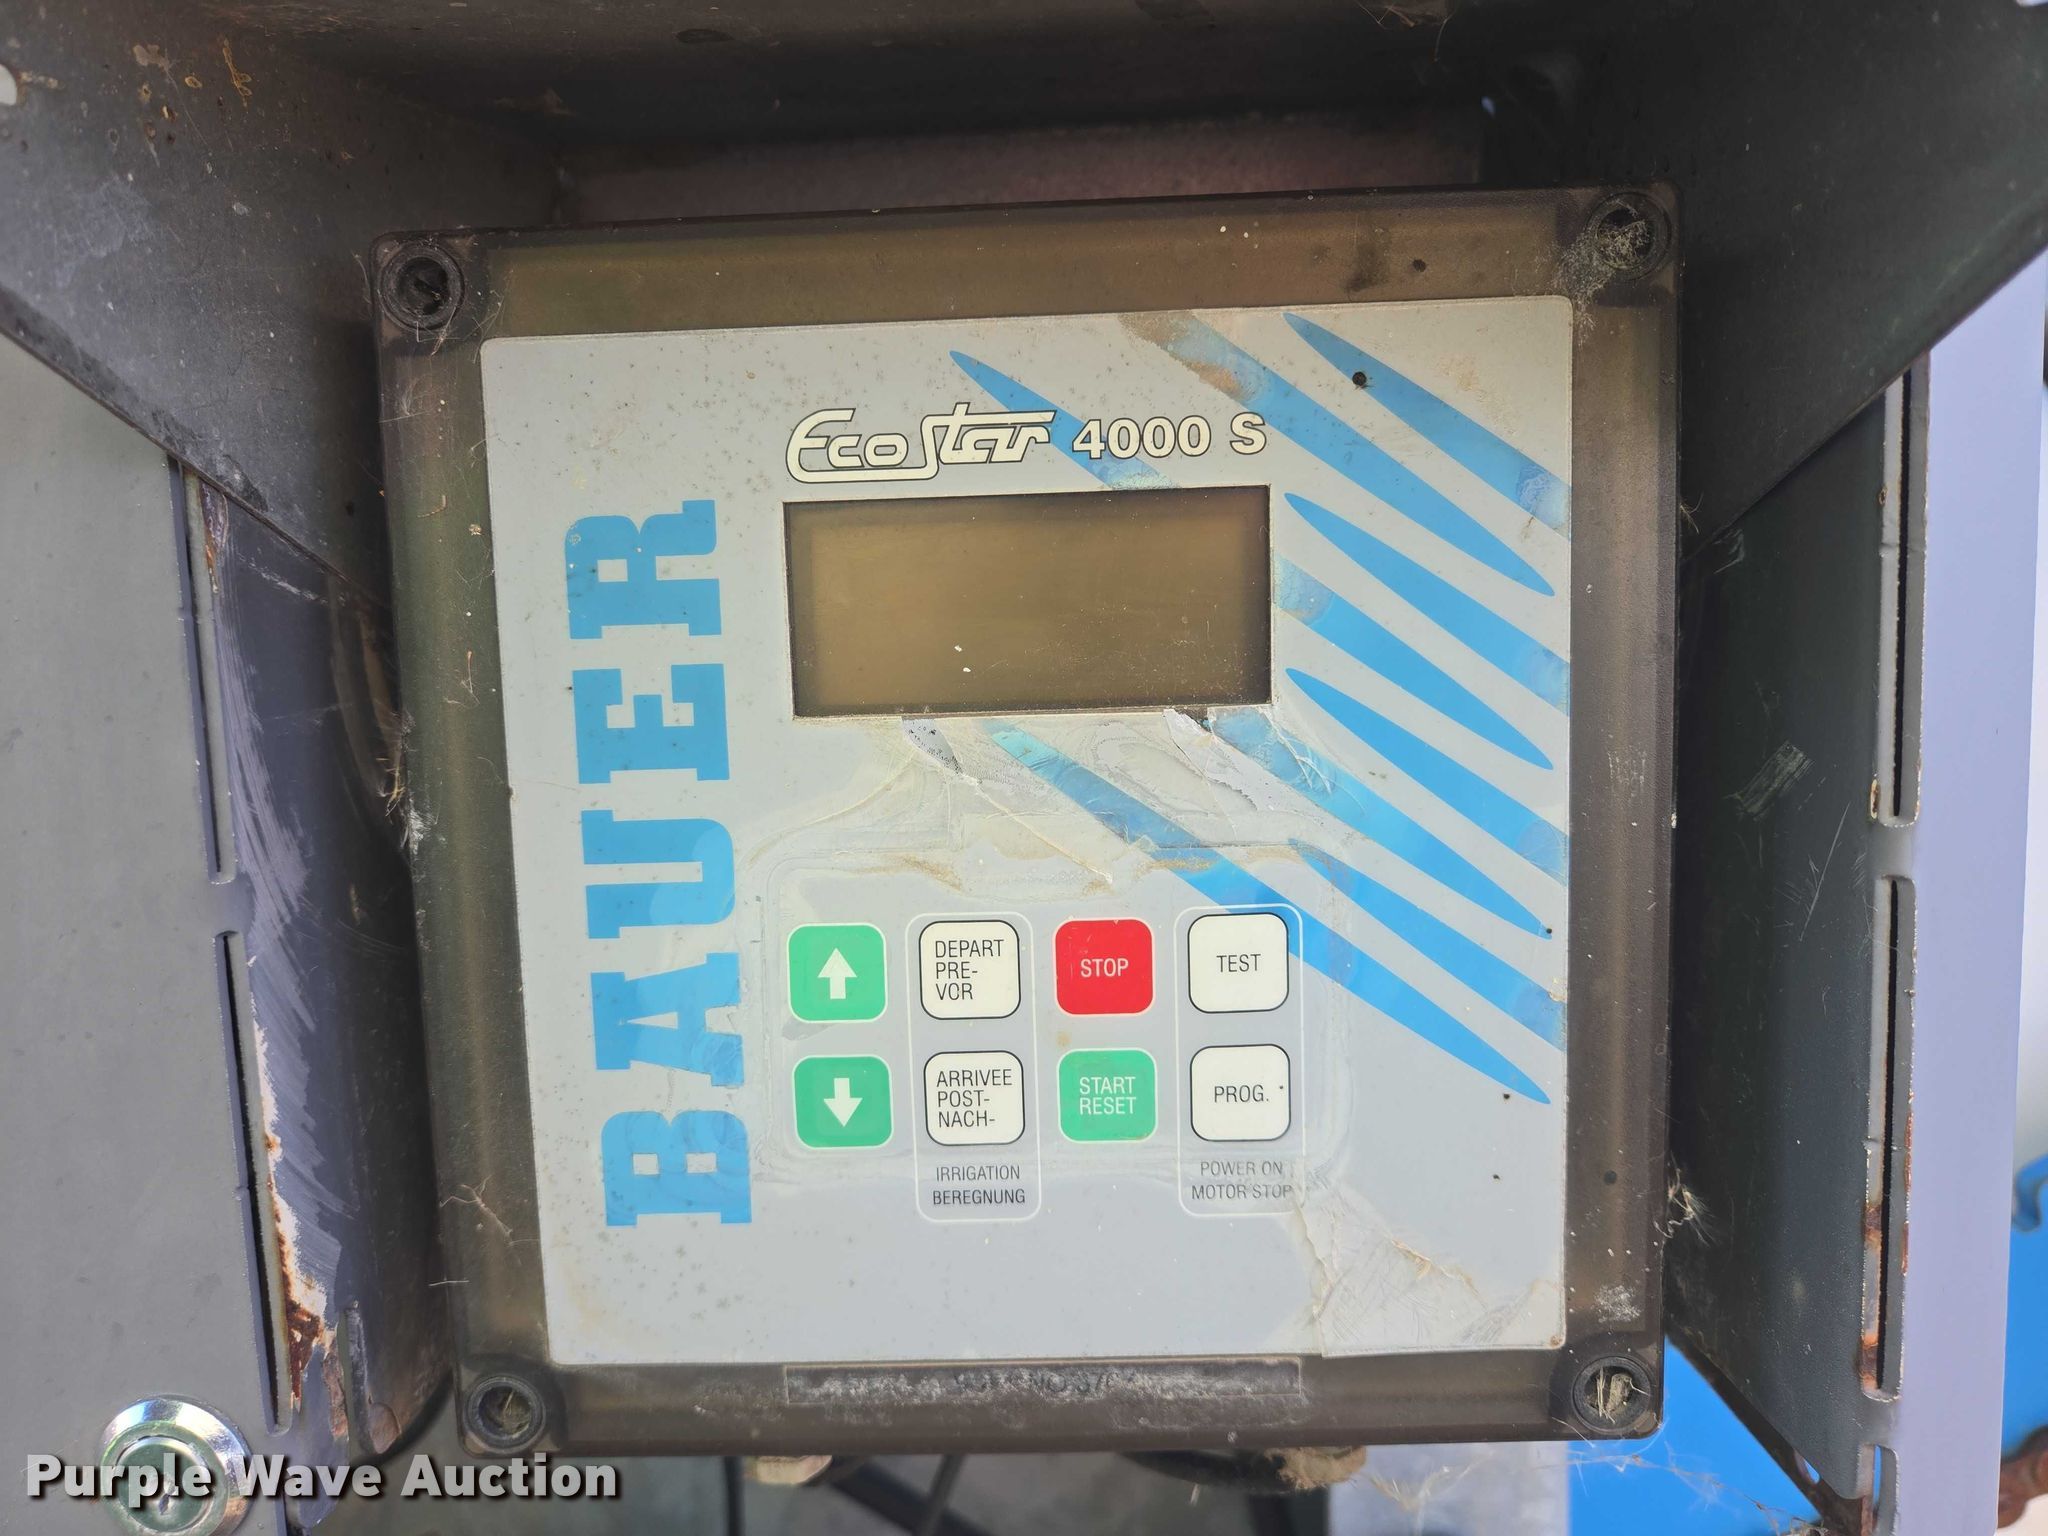 EcoStar 4000 S
BAUER
DEPART
PRE-
VOR
STOP
TEST
ARRIVEE
POST-
NACH-
START
RESET
PROG.
IRRIGATION
BEREGNUNG
POWER ON
MOTOR STOP
Purple Wave Auction